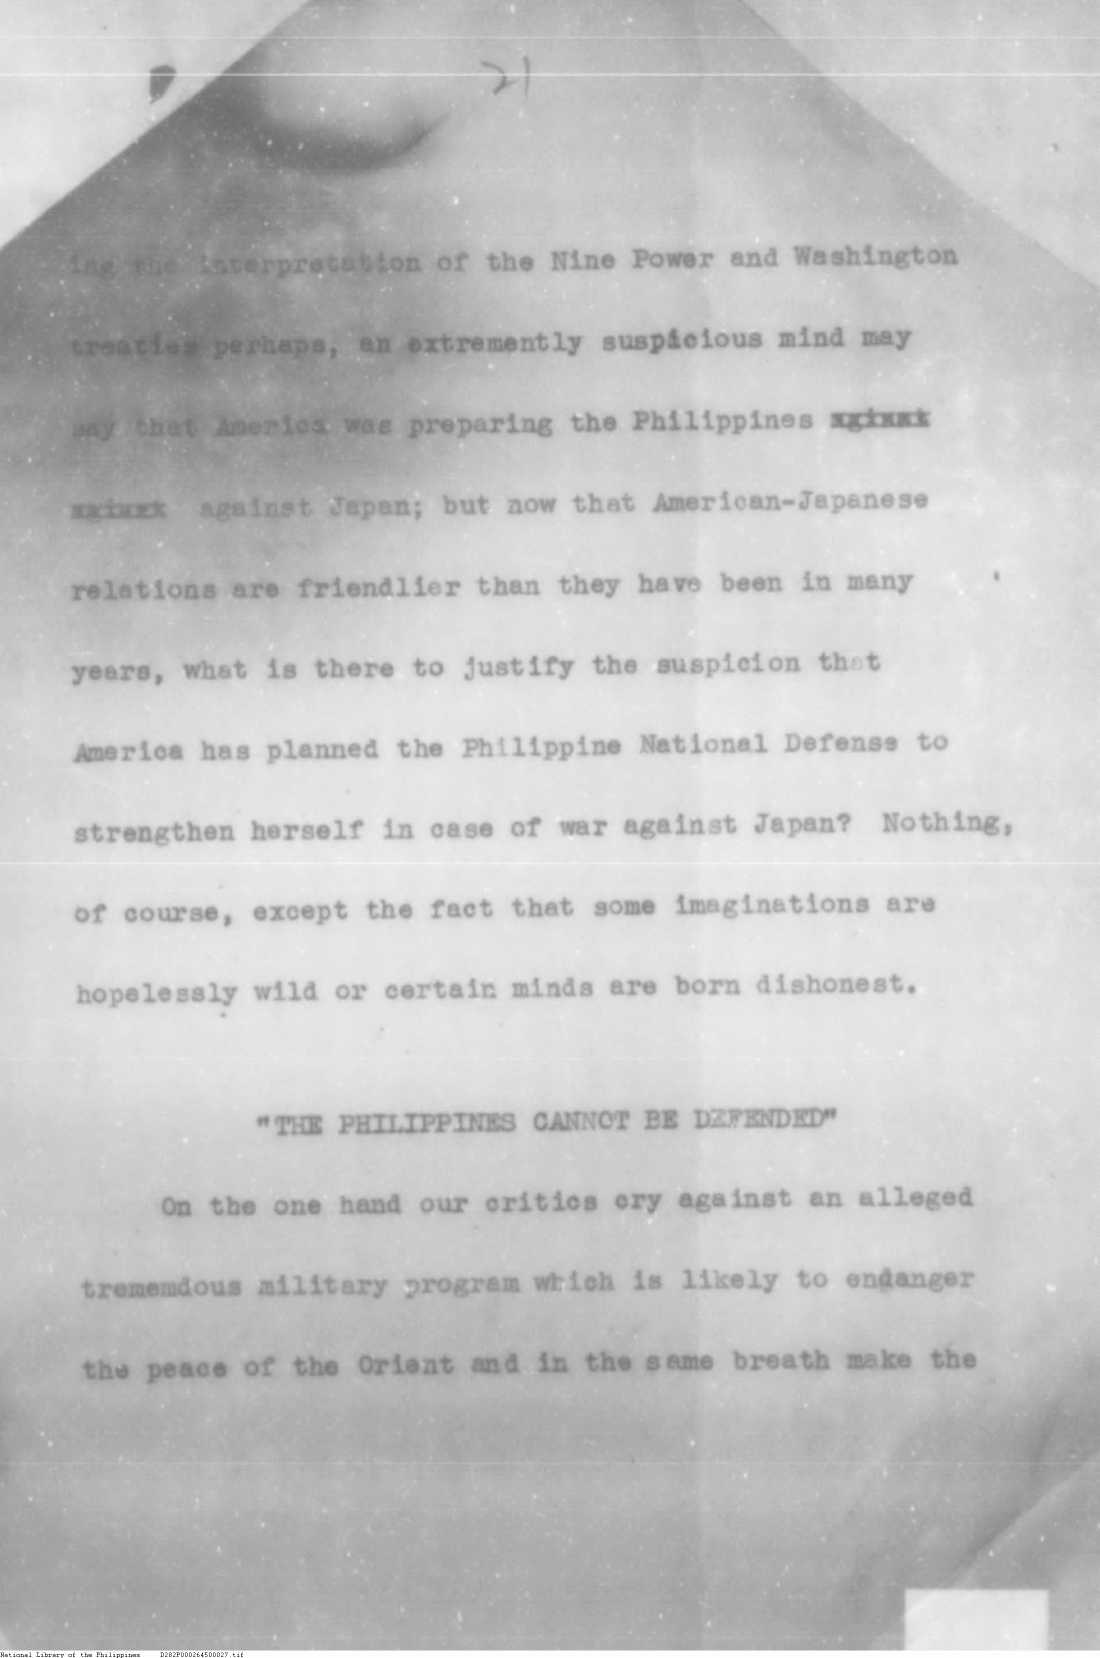 21
ing the interpretation of the Nine Power and Washington
treaties perhaps, an extremently suspicious mind may
say that America was preparing the Philippines
against Japan; but now that American-Japanese
relations are friendlier than they have been in many
years, what is there to justify the suspicion that
America has planned the Philippine National Defense to
strengthen herself in case of war against Japan? Nothing,
of course, except the fact that some imaginations are
hopelessly wild or certain minds are born dishonest.
"THE PHILIPPINES CANNOT BE DEFENDED"
On the one hand our critics cry against an alleged
trememdous military program which is likely to endanger
the peace of the Orient and in the same breath make the
National Library of the Philippines D282P000264500027.tif